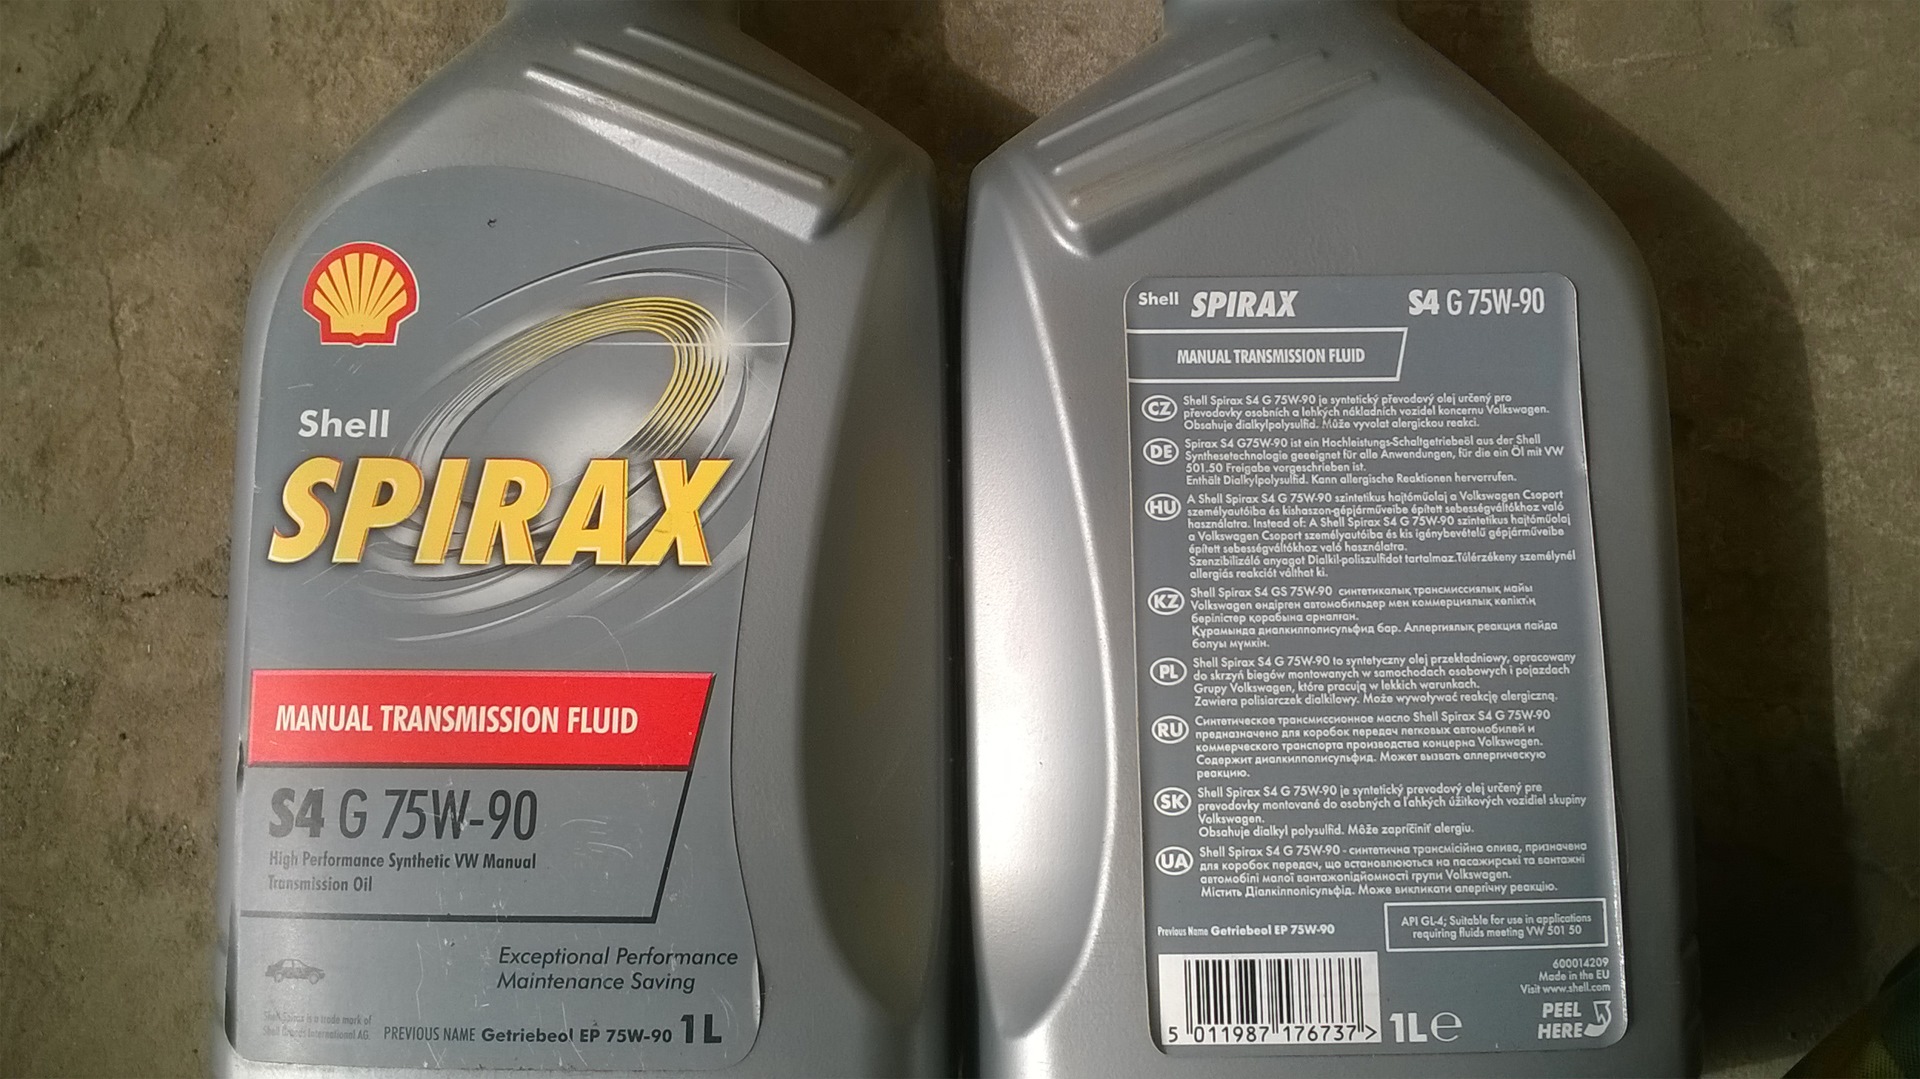 Shell
SPIRAX
MANUAL TRANSMISSION FLUID
S4 G 75W-90
High Performance Synthetic VW Manual
Transmission Oil
Exceptional Performance
Maintenance Saving
Shell Spirax is a trade mark of
Shell Brands International AG.
PREVIOUS NAME Getriebeol EP 75W-90 1L
Shell SPIRAX S4 G 75W-90
MANUAL TRANSMISSION FLUID
CZ Shell Spirax S4 G 75W-90 je syntetický převodový olej určený pro
převodovky osobních a lehkých nákladních vozidel koncernu Volkswagen.
Obsahuje dialkylpolysulfid. Může vyvolat alergickou reakci.
DE Spirax S4 G75W-90 ist ein Hochleistungs-Schaltgetriebeöl aus der Shell
Synthesetechnologie geeignet für alle Anwendungen, für die ein Öl mit VW
501.50 Freigabe vorgeschrieben ist.
Enthält Dialkylpolysulfid. Kann allergische Reaktionen hervorrufen.
HU A Shell Spirax S4 G 75W-90 szintetikus hajtóműolaj a Volkswagen Csoport
személyautóiba és kishaszon-gépjárműveibe épített sebességváltókhoz való
használatra. Instead of: A Shell Spirax S4 G 75W-90 szintetikus hajtóműolaj
a Volkswagen Csoport személyautóiba és kis igénybevételű gépjárműveibe
épített sebességváltókhoz való használatra.
Szenzibilizáló anyagot Dialkil-poliszulfidot tartalmaz.Túlérzékeny személynél
allergiás reakciót válthat ki.
KZ Shell Spirax S4 GS 75W-90 синтетикалық трансмиссиялық майы
Volkswagen өндірген автомобильдер мен коммерциялық көліктің
беріністер қорабына арналған.
Құрамында диалкилполисульфид бар. Аллергиялық реакция пайда
болуы мүмкін.
PL Shell Spirax S4 G 75W-90 to syntetyczny olej przekładniowy, opracowany
do skrzyń biegów montowanych w samochodach osobowych i pojazdach
Grupy Volkswagen, które pracują w lekkich warunkach.
Zawiera polisiarczek dialkilowy. Może wywoływać reakcję alergiczną.
RU Синтетическое трансмиссионное масло Shell Spirax S4 G 75W-90
предназначено для коробок передач легковых автомобилей и
коммерческого транспорта производства концерна Volkswagen.
Содержит диалкилполисульфид. Может вызвать аллергическую
реакцию.
SK Shell Spirax S4 G 75W-90 je syntetický prevodový olej určený pre
prevodovky montované do osobných a ľahkých úžitkových vozidiel skupiny
Volkswagen.
Obsahuje dialkyl polysulfid. Môže zapríčiniť alergiu.
UA Shell Spirax S4 G 75W-90 - синтетична трансмісійна олива, призначена
для коробок передач, що встановлюються на пасажирські та вантажні
автомобілі малої вантажопідйомності групи Volkswagen.
Містить Діалкілполісульфід. Може викликати алергічну реакцію.
API GL-4; Suitable for use in applications
requiring fluids meeting VW 501 50
Previous Name Getriebeol EP 75W-90
600014209
Made in the EU
Visit www.shell.com
PEEL
HERE
5 011987 176737 >
1L e